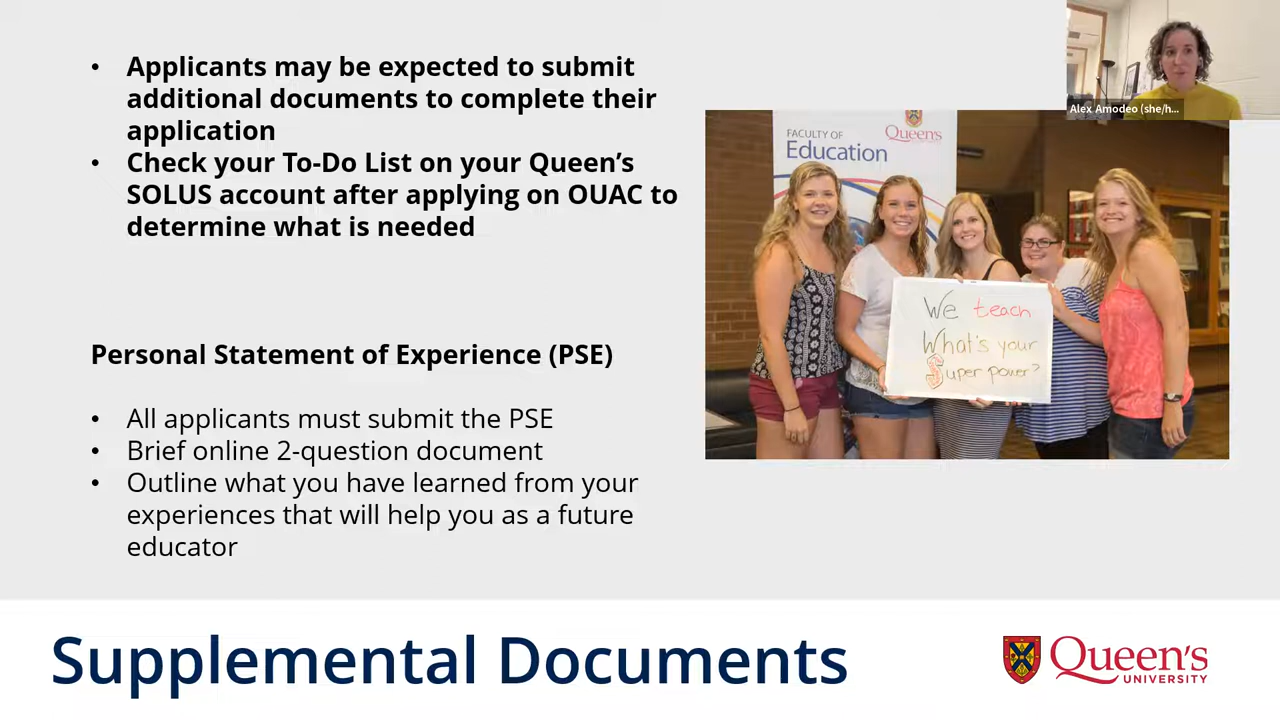 • Applicants may be expected to submit
additional documents to complete their
application
• Check your To-Do List on your Queen's
SOLUS account after applying on OUAC to
determine what is needed
Personal Statement of Experience (PSE)
• All applicants must submit the PSE
• Brief online 2-question document
• Outline what you have learned from your
experiences that will help you as a future
educator
Alex Amodeo (she/h...
FACULTY OF
Education
Queen's
We teach
What's your
Super power?
Supplemental Documents
Queen's
UNIVERSITY